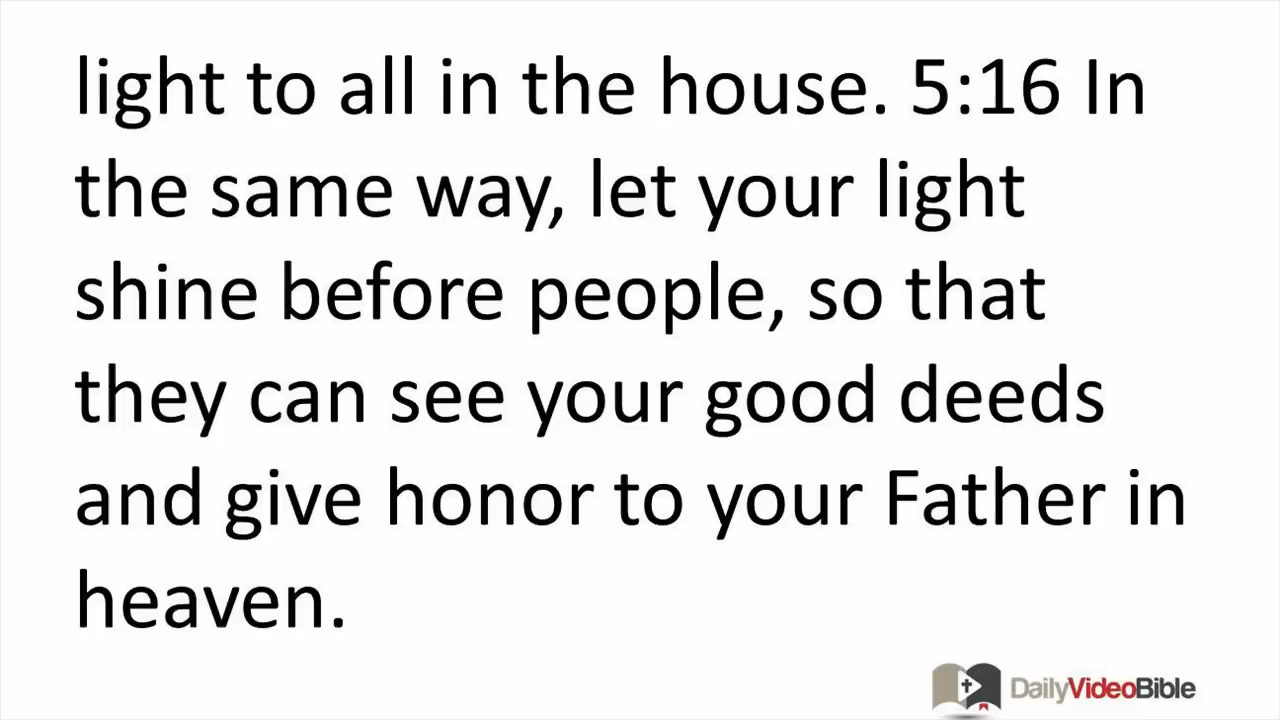 light to all in the house. 5:16 In
the same way, let your light
shine before people, so that
they can see your good deeds
and give honor to your Father in
heaven.
DailyVideoBible